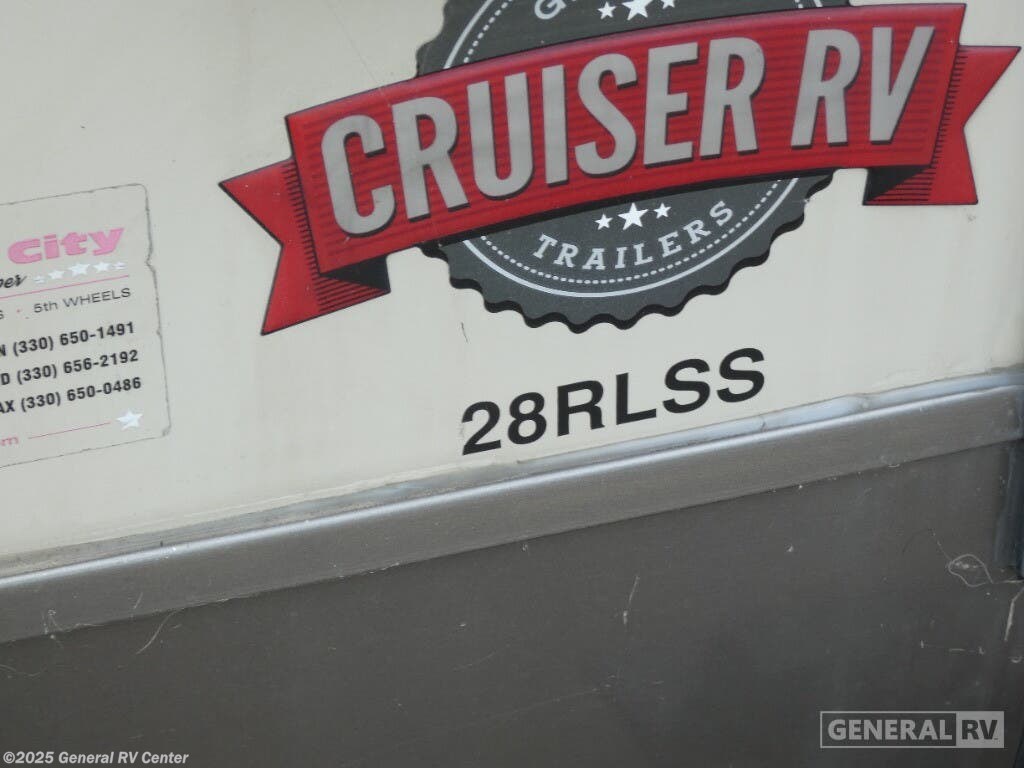 CRUISER RV
TRAILERS
28RLSS
City
5th WHEELS
(330) 650-1491
(330) 656-2192
(330) 650-0486
GENERAL RV
©2025 General RV Center